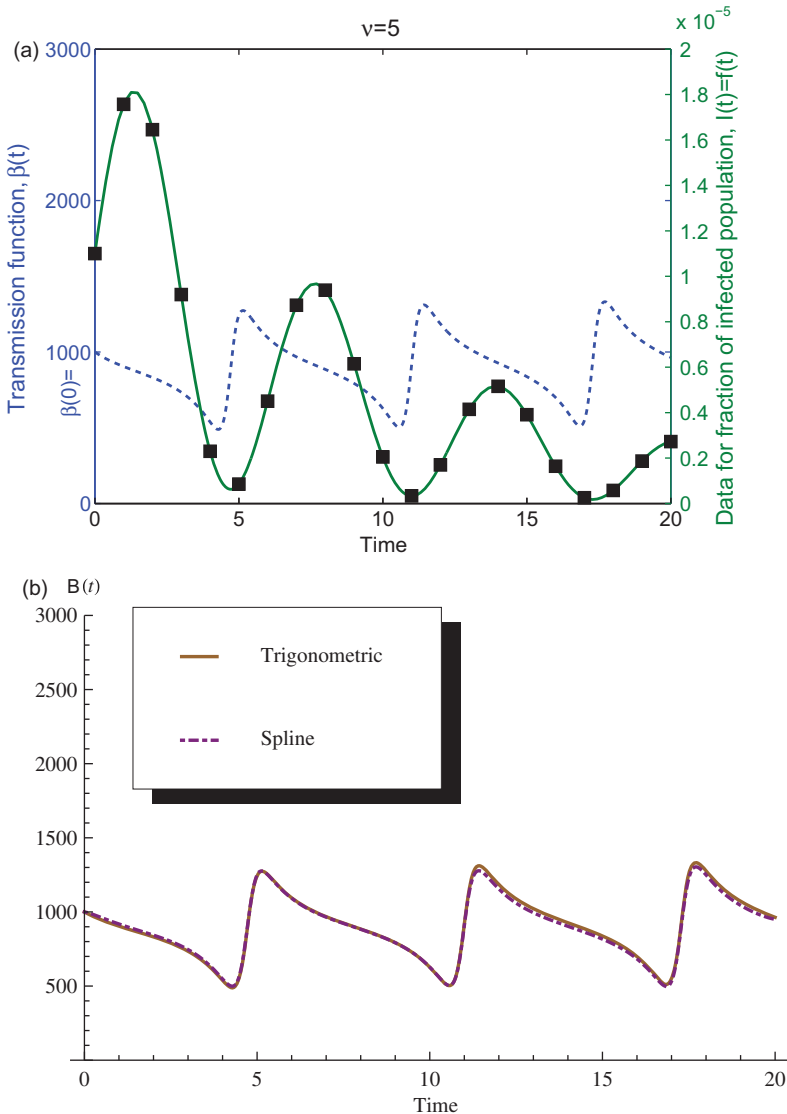 ν=5
(a)
x 10⁻⁵
3000
2000
1000
0
β(0)=
Transmission function, β(t)
2
1.8
1.6
1.4
1.2
1
0.8
0.6
0.4
0.2
0
Data for fraction of infected population, I(t)=f(t)
0 5 10 15 20
Time
(b) B(t)
3000
2500
2000
1500
1000
500
Trigonometric
Spline
0 5 10 15 20
Time